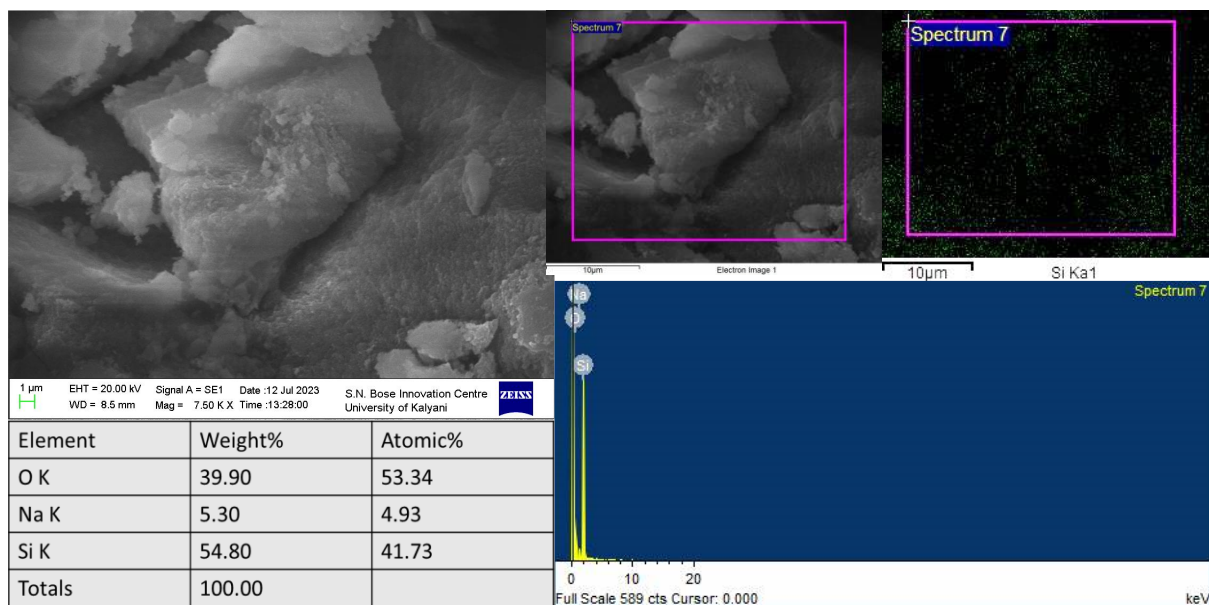 1 μm
EHT = 20.00 kV Signal A = SE1 Date :12 Jul 2023
WD = 8.5 mm Mag = 7.50 K X Time :13:28:00
S.N. Bose Innovation Centre
University of Kalyani
ZEISS
Spectrum 7
10μm Electron Image 1
Spectrum 7
10μm Si Ka1
Element Weight% Atomic%
O K 39.90 53.34
Na K 5.30 4.93
Si K 54.80 41.73
Totals 100.00
Spectrum 7
Na
O
Si
0 10 20
Full Scale 589 cts Cursor: 0.000 keV